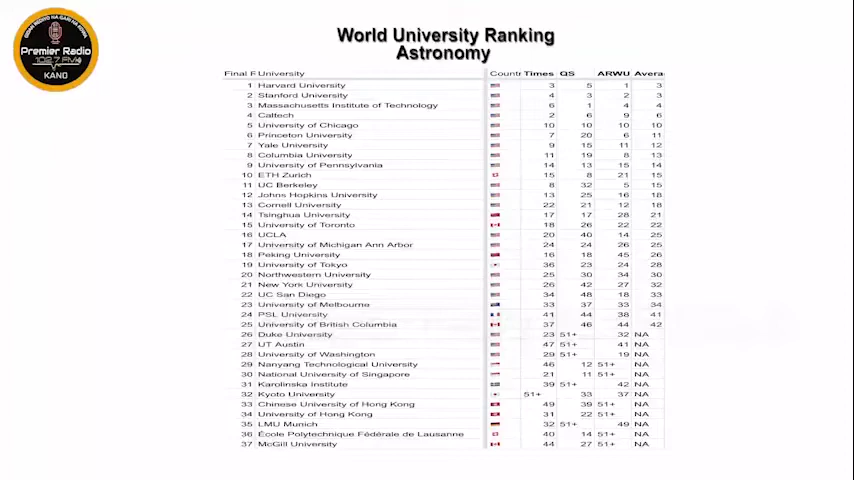 Premier Radio
102.7 FM
KANO
World University Ranking
Astronomy
Final F University Countr Times QS ARWU Avera
1 Harvard University 3 5 1 3
2 Stanford University 4 3 2 3
3 Massachusetts Institute of Technology 6 1 4 4
4 Caltech 2 6 9 6
5 University of Chicago 10 10 10 10
6 Princeton University 7 20 6 11
7 Yale University 9 15 11 12
8 Columbia University 11 19 8 13
9 University of Pennsylvania 14 13 15 14
10 ETH Zurich 15 8 21 15
11 UC Berkeley 8 32 5 15
12 Johns Hopkins University 13 25 16 18
13 Cornell University 22 21 12 18
14 Tsinghua University 17 17 28 21
15 University of Toronto 18 26 22 22
16 UCLA 20 40 14 25
17 University of Michigan Ann Arbor 24 24 26 25
18 Peking University 16 18 45 26
19 University of Tokyo 36 23 24 28
20 Northwestern University 25 30 34 30
21 New York University 26 42 27 32
22 UC San Diego 34 48 18 33
23 University of Melbourne 33 37 33 34
24 PSL University 41 44 38 41
25 University of British Columbia 37 46 44 42
26 Duke University 23 51+ 32 NA
27 UT Austin 47 51+ 41 NA
28 University of Washington 29 51+ 19 NA
29 Nanyang Technological University 46 12 51+ NA
30 National University of Singapore 21 11 51+ NA
31 Karolinska Institute 39 51+ 42 NA
32 Kyoto University 51+ 33 37 NA
33 Chinese University of Hong Kong 49 39 51+ NA
34 University of Hong Kong 31 22 51+ NA
35 LMU Munich 32 51+ 49 NA
36 École Polytechnique Fédérale de Lausanne 40 14 51+ NA
37 McGill University 44 27 51+ NA